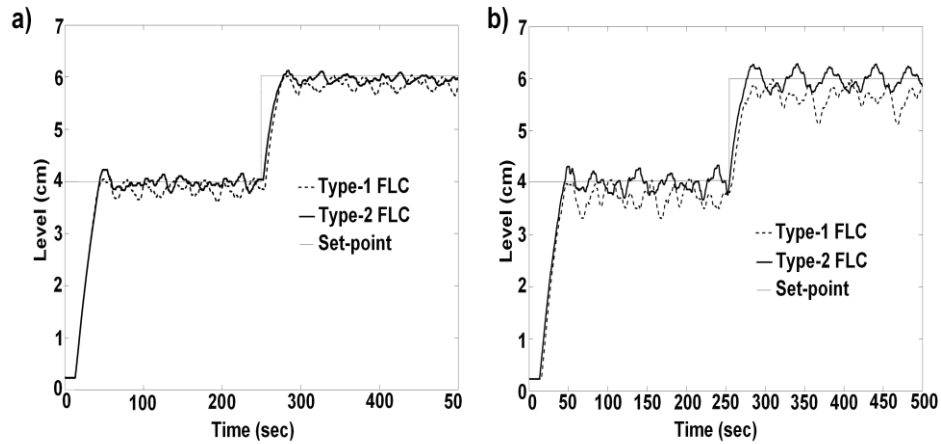 a)
7
6
5
4
3
2
1
0
Level (cm)
Type-1 FLC
Type-2 FLC
Set-point
0
100
200
300
400
50
Time (sec)
b)
7
6
5
4
3
2
1
0
Level (cm)
Type-1 FLC
Type-2 FLC
Set-point
0
50
100
150
200
250
300
350
400
450
500
Time (sec)